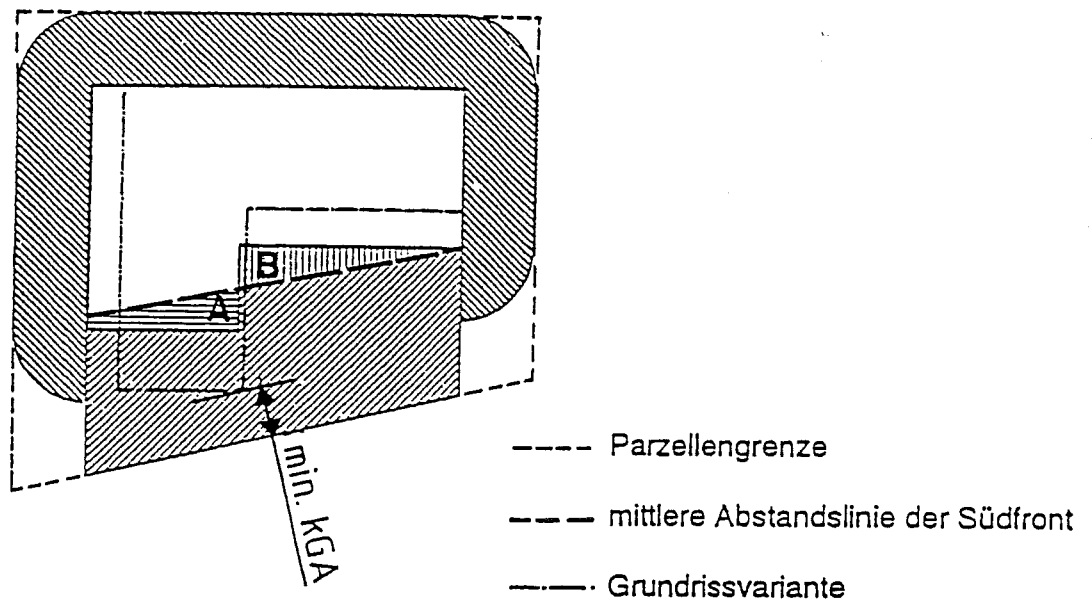 B
A
min. kGA
Parzellengrenze
mittlere Abstandslinie der Südfront
Grundrissvariante